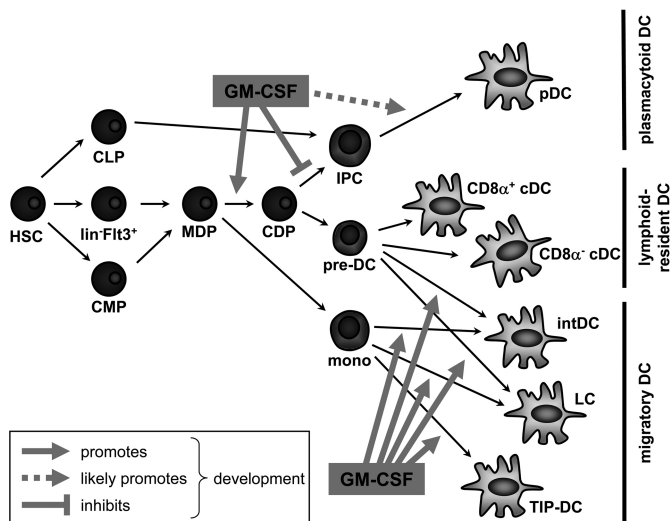 GM-CSF
pDC
plasmacytoid DC
CLP
IPC
HSC
lin⁻Flt3⁺
MDP
CDP
pre-DC
CD8α⁺ cDC
CD8α⁻ cDC
lymphoid-
resident DC
CMP
mono
intDC
LC
TIP-DC
migratory DC
GM-CSF
promotes
likely promotes
inhibits
development